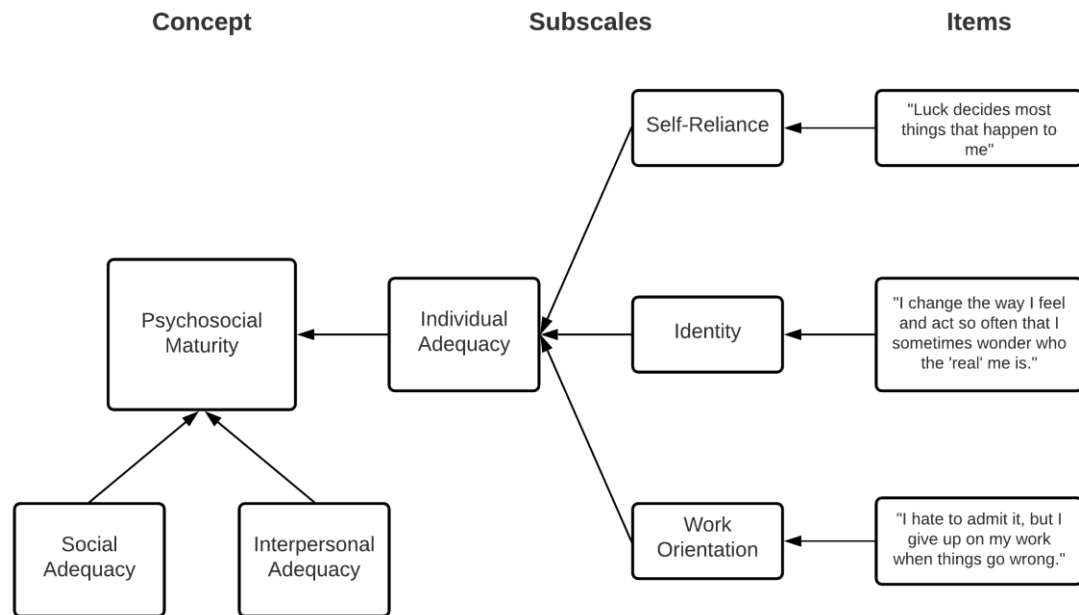 Concept
Subscales
Items
Self-Reliance
"Luck decides most
things that happen to
me"
Psychosocial
Maturity
Individual
Adequacy
Identity
"I change the way I feel
and act so often that I
sometimes wonder who
the 'real' me is."
Social
Adequacy
Interpersonal
Adequacy
Work
Orientation
"I hate to admit it, but I
give up on my work
when things go wrong."